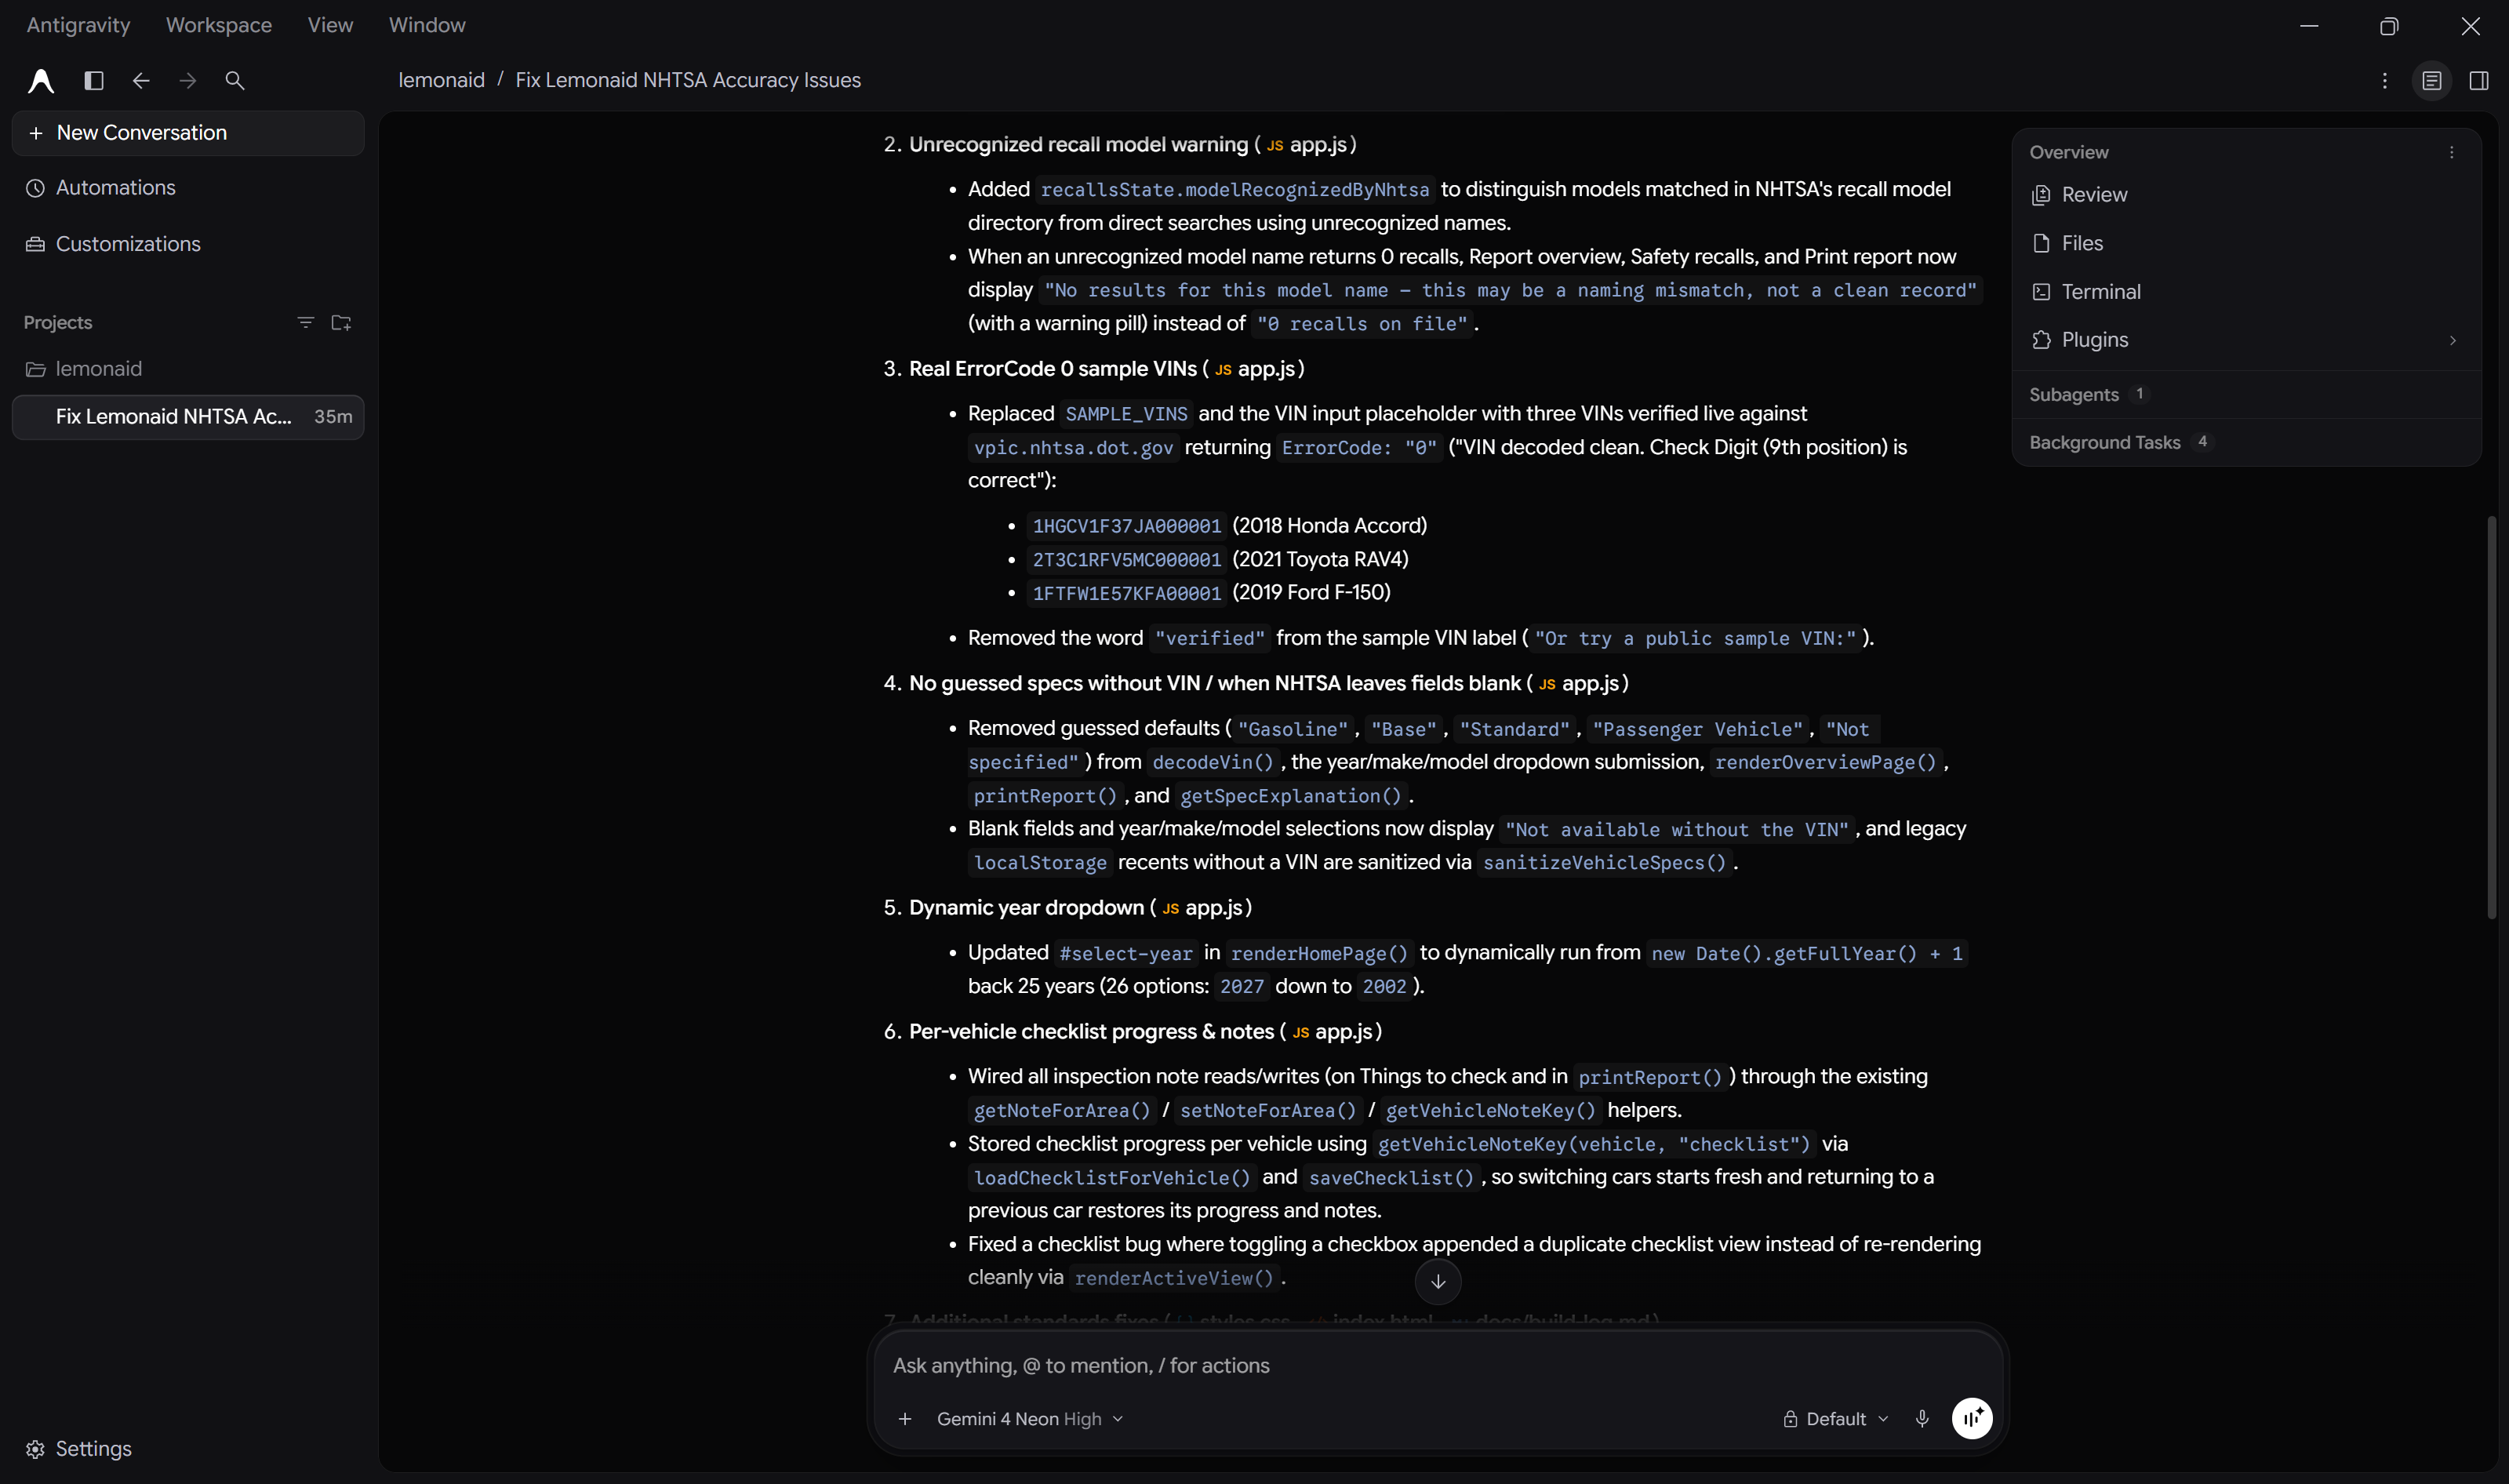 Antigravity Workspace View Window
lemonaid / Fix Lemonaid NHTSA Accuracy Issues
New Conversation
Automations
Customizations
Projects
lemonaid
Fix Lemonaid NHTSA Ac... 35m
Settings
2. Unrecognized recall model warning ( JS app.js)
• Added recallsState.modelRecognizedByNhtsa to distinguish models matched in NHTSA's recall model
directory from direct searches using unrecognized names.
• When an unrecognized model name returns 0 recalls, Report overview, Safety recalls, and Print report now
display "No results for this model name — this may be a naming mismatch, not a clean record"
(with a warning pill) instead of "0 recalls on file" .
3. Real ErrorCode 0 sample VINs ( JS app.js)
• Replaced SAMPLE_VINS and the VIN input placeholder with three VINs verified live against
vpic.nhtsa.dot.gov returning ErrorCode: "0" ("VIN decoded clean. Check Digit (9th position) is
correct"):
• 1HGCV1F37JA000001 (2018 Honda Accord)
• 2T3C1RFV5MC000001 (2021 Toyota RAV4)
• 1FTFW1E57KFA00001 (2019 Ford F-150)
• Removed the word "verified" from the sample VIN label ( "Or try a public sample VIN:" ).
4. No guessed specs without VIN / when NHTSA leaves fields blank ( JS app.js)
• Removed guessed defaults ( "Gasoline" , "Base" , "Standard" , "Passenger Vehicle" , "Not
specified" ) from decodeVin() , the year/make/model dropdown submission, renderOverviewPage() ,
printReport() , and getSpecExplanation() .
• Blank fields and year/make/model selections now display "Not available without the VIN" , and legacy
localStorage recents without a VIN are sanitized via sanitizeVehicleSpecs() .
5. Dynamic year dropdown ( JS app.js)
• Updated #select-year in renderHomePage() to dynamically run from new Date().getFullYear() + 1
back 25 years (26 options: 2027 down to 2002 ).
6. Per-vehicle checklist progress & notes ( JS app.js)
• Wired all inspection note reads/writes (on Things to check and in printReport() ) through the existing
getNoteForArea() / setNoteForArea() / getVehicleNoteKey() helpers.
• Stored checklist progress per vehicle using getVehicleNoteKey(vehicle, "checklist") via
loadChecklistForVehicle() and saveChecklist() , so switching cars starts fresh and returning to a
previous car restores its progress and notes.
• Fixed a checklist bug where toggling a checkbox appended a duplicate checklist view instead of re-rendering
cleanly via renderActiveView() .
7. Additional standards fixes ( {} styles.css, index.html, docs/build-log.md)
Ask anything, @ to mention, / for actions
Gemini 4 Neon High
Default
Overview
Review
Files
Terminal
Plugins
Subagents 1
Background Tasks 4